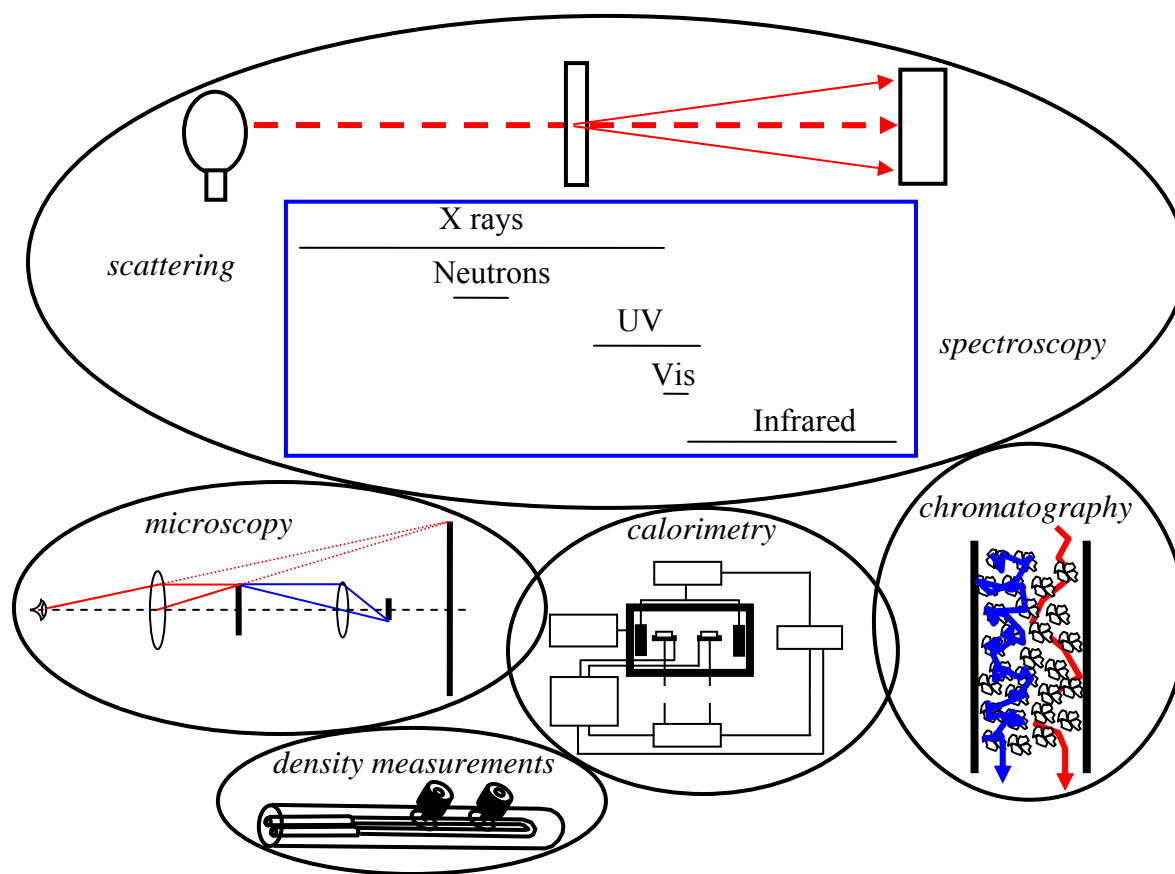 X rays
scattering
Neutrons
UV
spectroscopy
Vis
Infrared
microscopy
calorimetry
chromatography
density measurements